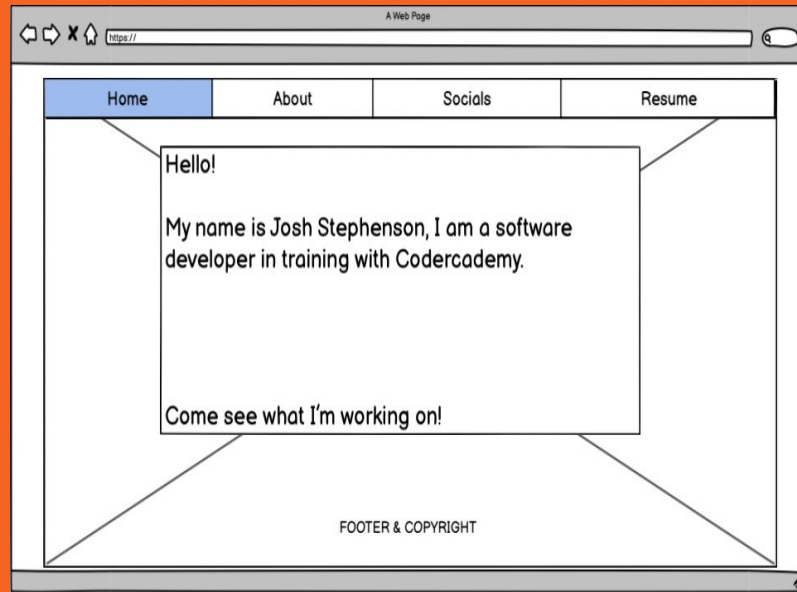 A Web Page
https://
Home About Socials Resume
Hello!
My name is Josh Stephenson, I am a software
developer in training with Codercademy.
Come see what I'm working on!
FOOTER & COPYRIGHT